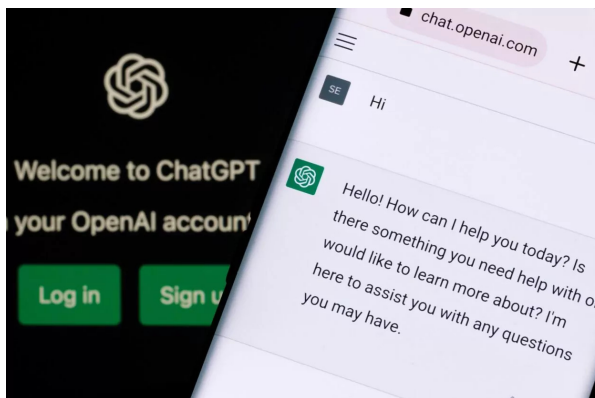 Welcome to ChatGPT
your OpenAI account
Log in
Sign
chat.openai.com
+
SE
Hi
Hello! How can I help you today? Is
there something you need help with or
would like to learn more about? I'm
here to assist you with any questions
you may have.